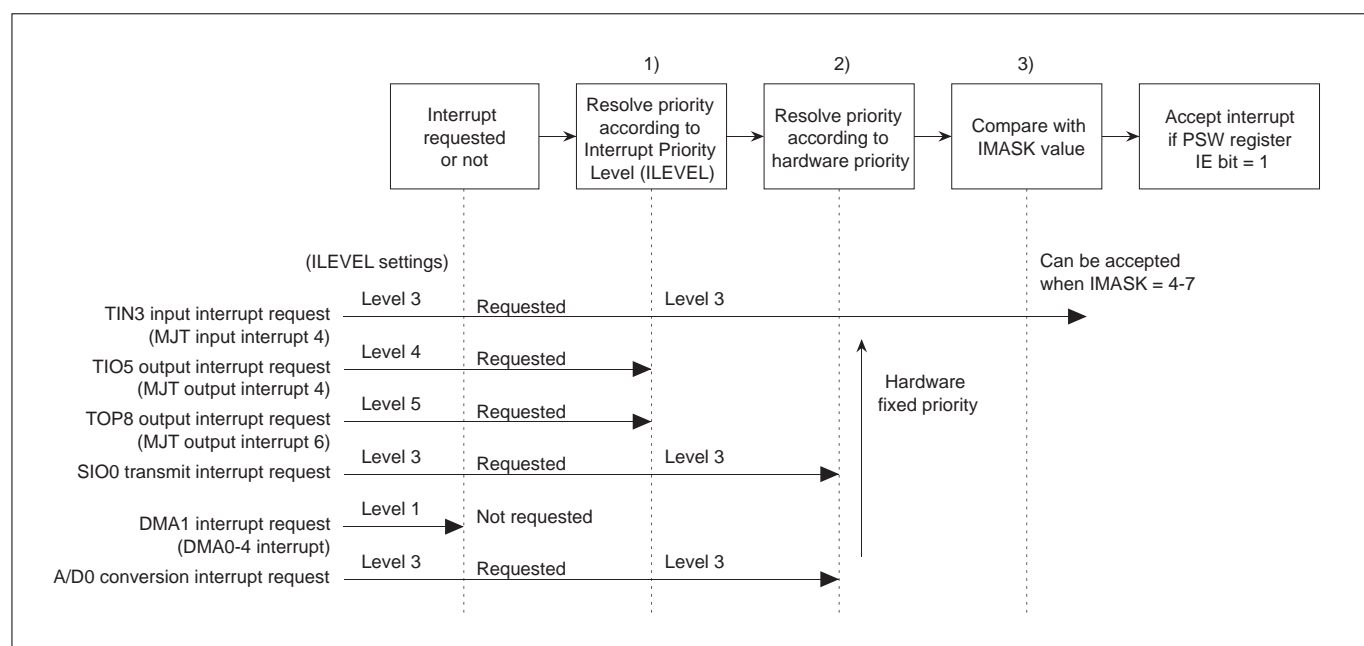 1)
2)
3)
Interrupt
requested
or not
Resolve priority
according to
Interrupt Priority
Level (ILEVEL)
Resolve priority
according to
hardware priority
Compare with
IMASK value
Accept interrupt
if PSW register
IE bit = 1
(ILEVEL settings)
Can be accepted
when IMASK = 4-7
TIN3 input interrupt request
(MJT input interrupt 4)
Level 3
Requested
Level 3
TIO5 output interrupt request
(MJT output interrupt 4)
Level 4
Requested
TOP8 output interrupt request
(MJT output interrupt 6)
Level 5
Requested
Hardware
fixed priority
SIO0 transmit interrupt request
Level 3
Requested
Level 3
DMA1 interrupt request
(DMA0-4 interrupt)
Level 1
Not requested
A/D0 conversion interrupt request
Level 3
Requested
Level 3